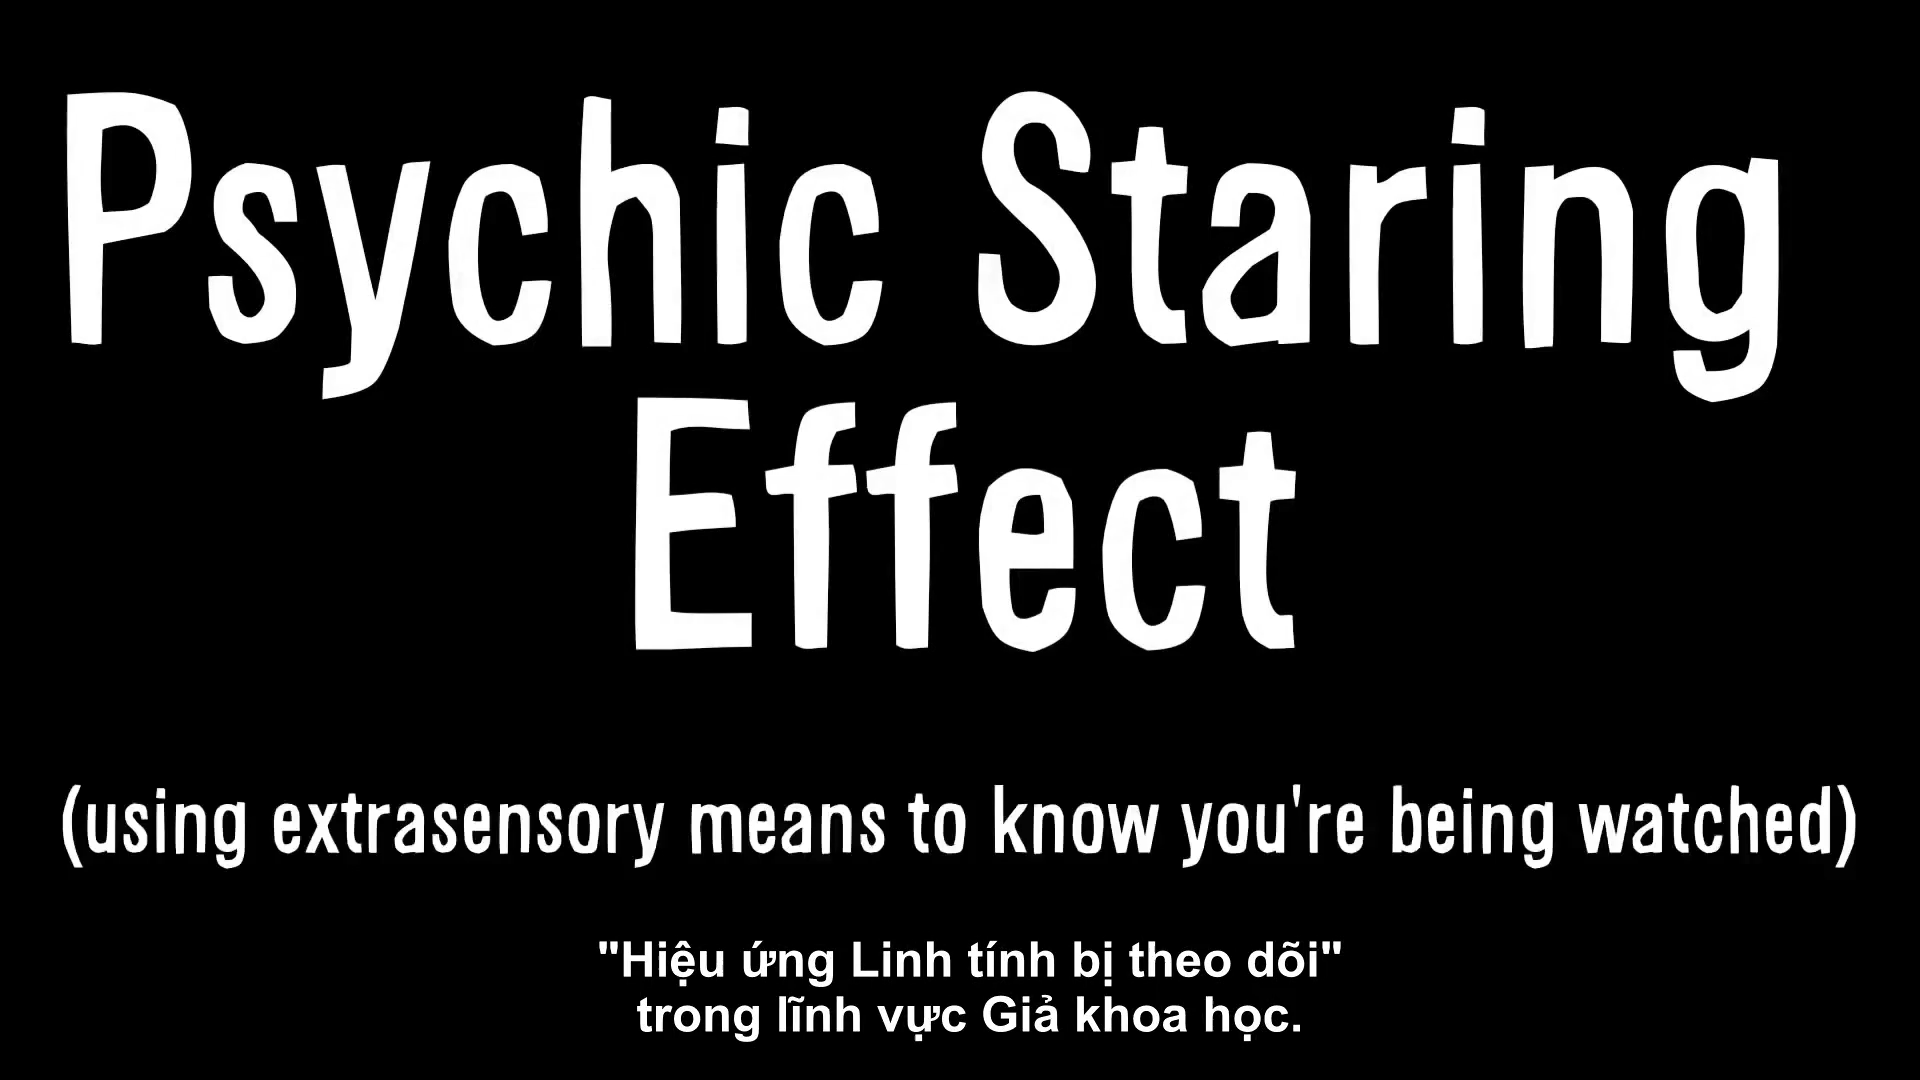 Psychic Staring
Effect
(using extrasensory means to know you're being watched)
"Hiệu ứng Linh tính bị theo dõi"
trong lĩnh vực Giả khoa học.